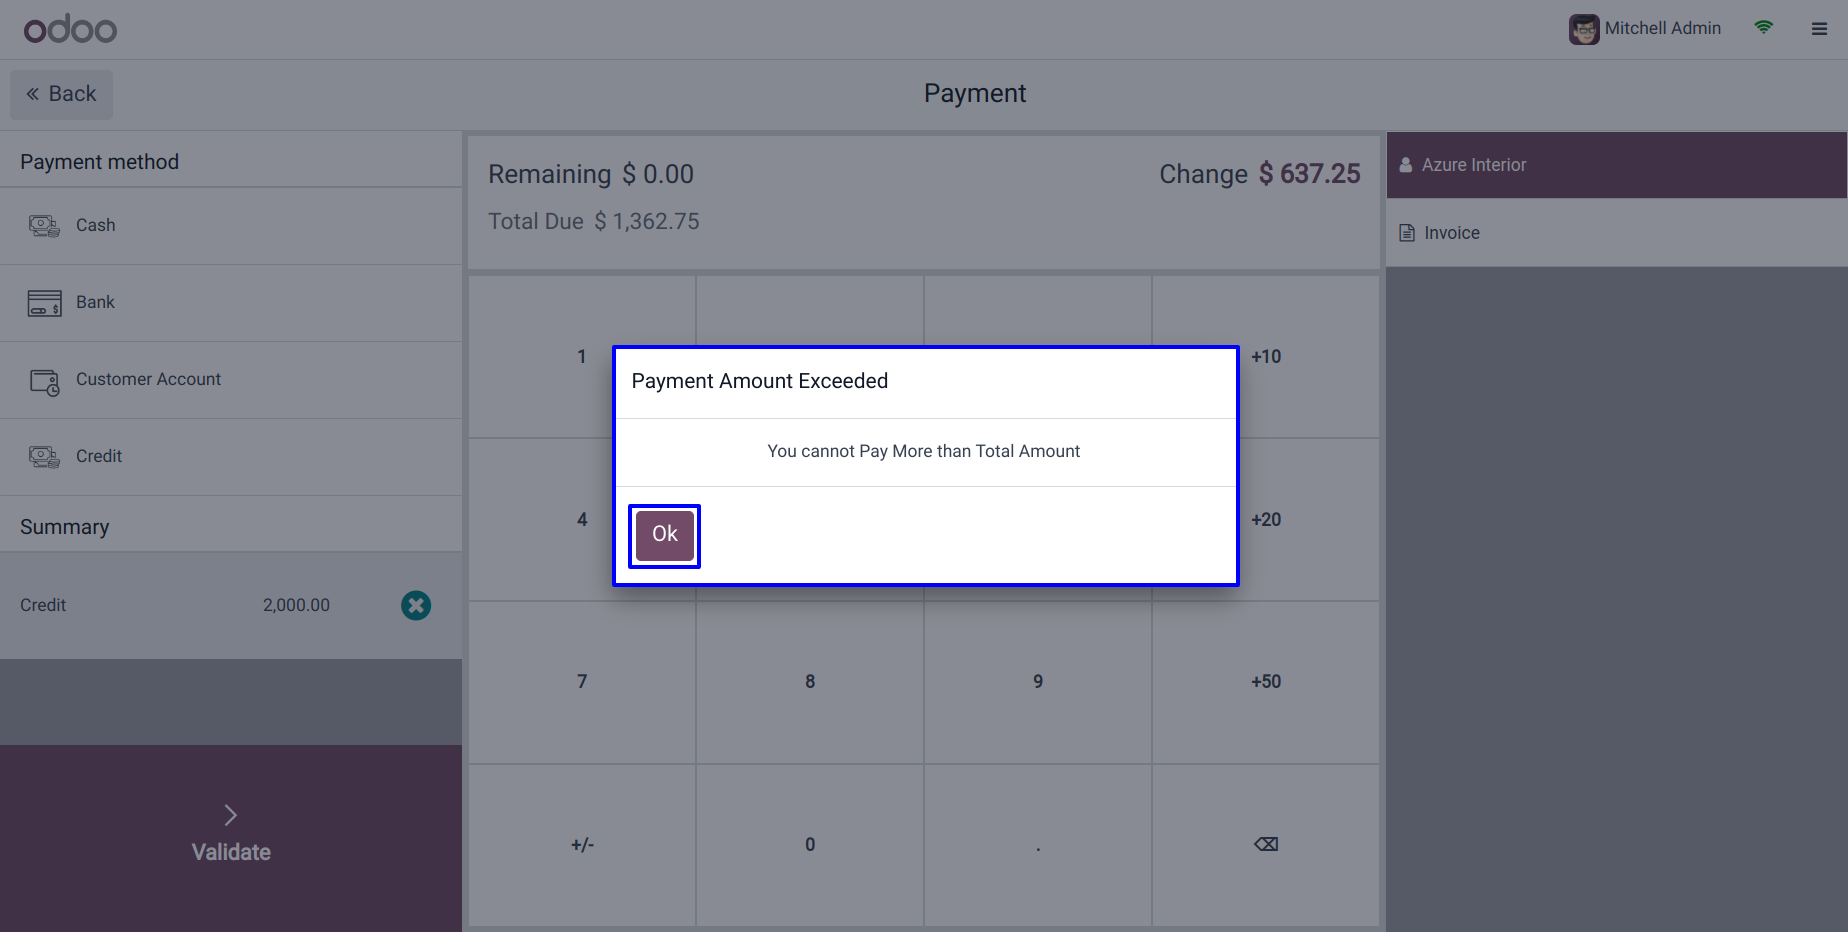 odoo
Mitchell Admin
Back
Payment
Payment method
Cash
Bank
Customer Account
Credit
Summary
Credit 2,000.00
Validate
Remaining $ 0.00
Change $ 637.25
Total Due $ 1,362.75
1
+10
4
+20
7
8
9
+50
+/-
0
.
Payment Amount Exceeded
You cannot Pay More than Total Amount
Ok
Azure Interior
Invoice